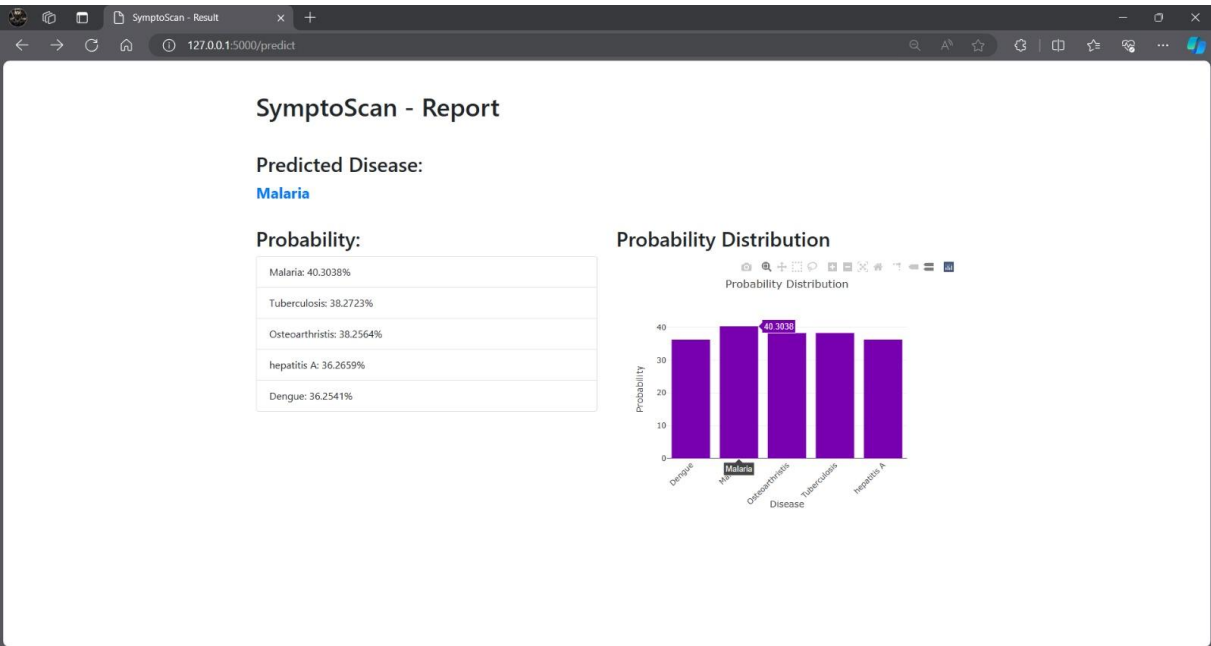 SymptoScan - Result
127.0.0.1:5000/predict
SymptoScan - Report
Predicted Disease:
Malaria
Probability:
Malaria: 40.3038%
Tuberculosis: 38.2723%
Osteoarthristis: 38.2564%
hepatitis A: 36.2659%
Dengue: 36.2541%
Probability Distribution
Probability Distribution
40
30
20
10
0
Probability
40.3038
Dengue
Malaria
Osteoarthristis
Tuberculosis
hepatitis A
Disease